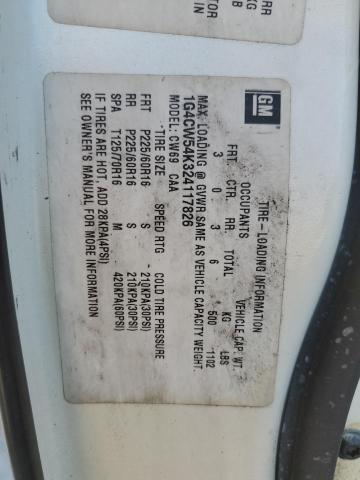 RR
TOR
IN
B
GM
TIRE-LOADING INFORMATION
OCCUPANTS VEHICLE CAP. WT.
FRT. CTR. RR. TOTAL KG LBS
3 0 3 6 500 1102
MAX. LOADING @ GVWR SAME AS VEHICLE CAPACITY WEIGHT.
1G4CW54K324117826
MODEL: CW69 CAA
TIRE SIZE SPEED RTG COLD TIRE PRESSURE
FRT P225/60R16 S 210KPA(30PSI)
RR P225/60R16 S 210KPA(30PSI)
SPA T125/70R16 M 420KPA(60PSI)
IF TIRES ARE HOT, ADD 28KPA(4PSI)
SEE OWNER'S MANUAL FOR MORE INFORMATION